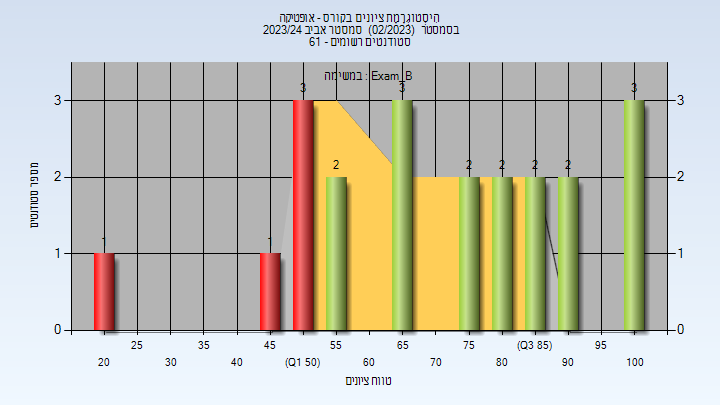 היסטוגרמת ציונים בקורס - אופטיקה
בסמסטר (02/2023) סמסטר אביב 2023/24
סטודנטים רשומים - 61
במשימה : Exam_B
מספר סטודנטים
3 3 3
2 2 2 2 2
1 1
3 3
2 2
1 1
0 0
25 35 45 55 65 75 (Q3 85) 95
20 30 40 (Q1 50) 60 70 80 90 100
טווח ציונים